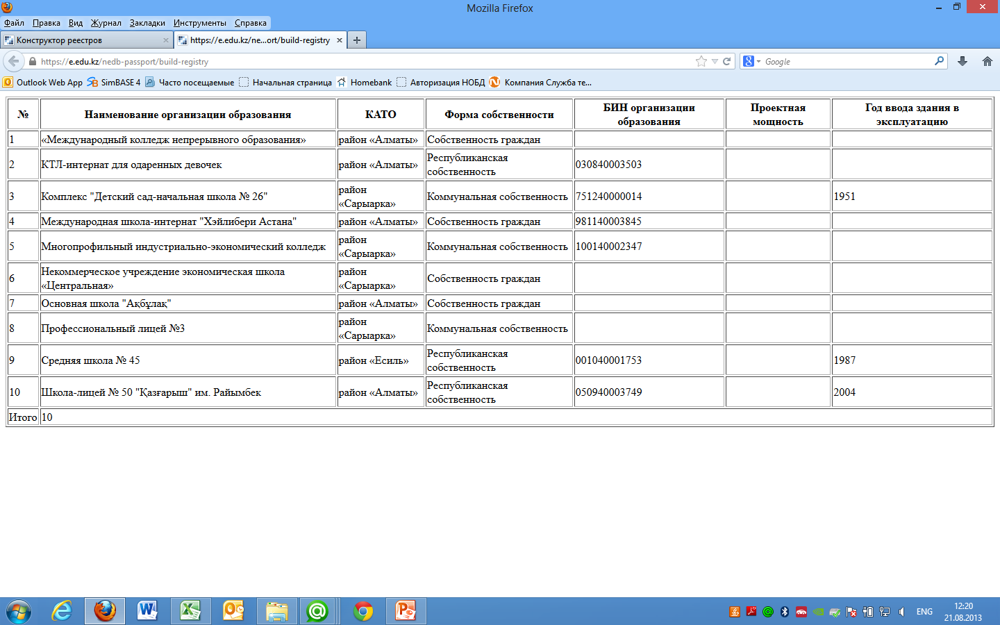 Mozilla Firefox
Файл Правка Вид Журнал Закладки Инструменты Справка
Конструктор реестров
https://e.edu.kz/ne...ort/build-registry
https://e.edu.kz/nedb-passport/build-registry
Google
Outlook Web App SimBASE 4 Часто посещаемые Начальная страница Homebank Авторизация НОБД Компания Служба те...
№ Наименование организации образования КАТО Форма собственности БИН организации образования Проектная мощность Год ввода здания в эксплуатацию
1 «Международный колледж непрерывного образования» район «Алматы» Собственность граждан
2 КТЛ-интернат для одаренных девочек район «Алматы» Республиканская собственность 030840003503
3 Комплекс "Детский сад-начальная школа № 26" район «Сарыарка» Коммунальная собственность 751240000014 1951
4 Международная школа-интернат "Хэйлибери Астана" район «Алматы» Собственность граждан 981140003845
5 Многопрофильный индустриально-экономический колледж район «Сарыарка» Коммунальная собственность 100140002347
6 Некоммерческое учреждение экономическая школа «Центральная» район «Сарыарка» Собственность граждан
7 Основная школа "Ақбұлақ" район «Алматы» Собственность граждан
8 Профессиональный лицей №3 район «Сарыарка» Коммунальная собственность
9 Средняя школа № 45 район «Есиль» Республиканская собственность 001040001753 1987
10 Школа-лицей № 50 "Қазғарыш" им. Райымбек район «Алматы» Республиканская собственность 050940003749 2004
Итого 10
ENG
12:20
21.08.2013